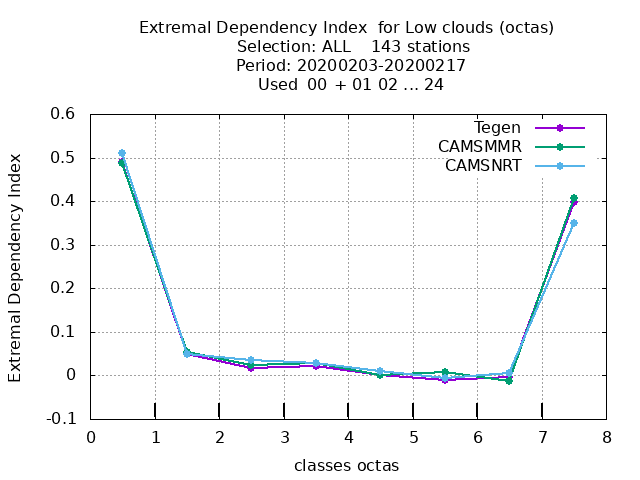 Extremal Dependency Index  for Low clouds (octas)
Selection: ALL    143 stations
Period: 20200203-20200217
Used  00  + 01 02 ... 24
Tegen
CAMSMMR
CAMSNRT
Extremal Dependency Index
0.6
0.5
0.4
0.3
0.2
0.1
0
-0.1
0 1 2 3 4 5 6 7 8
classes octas